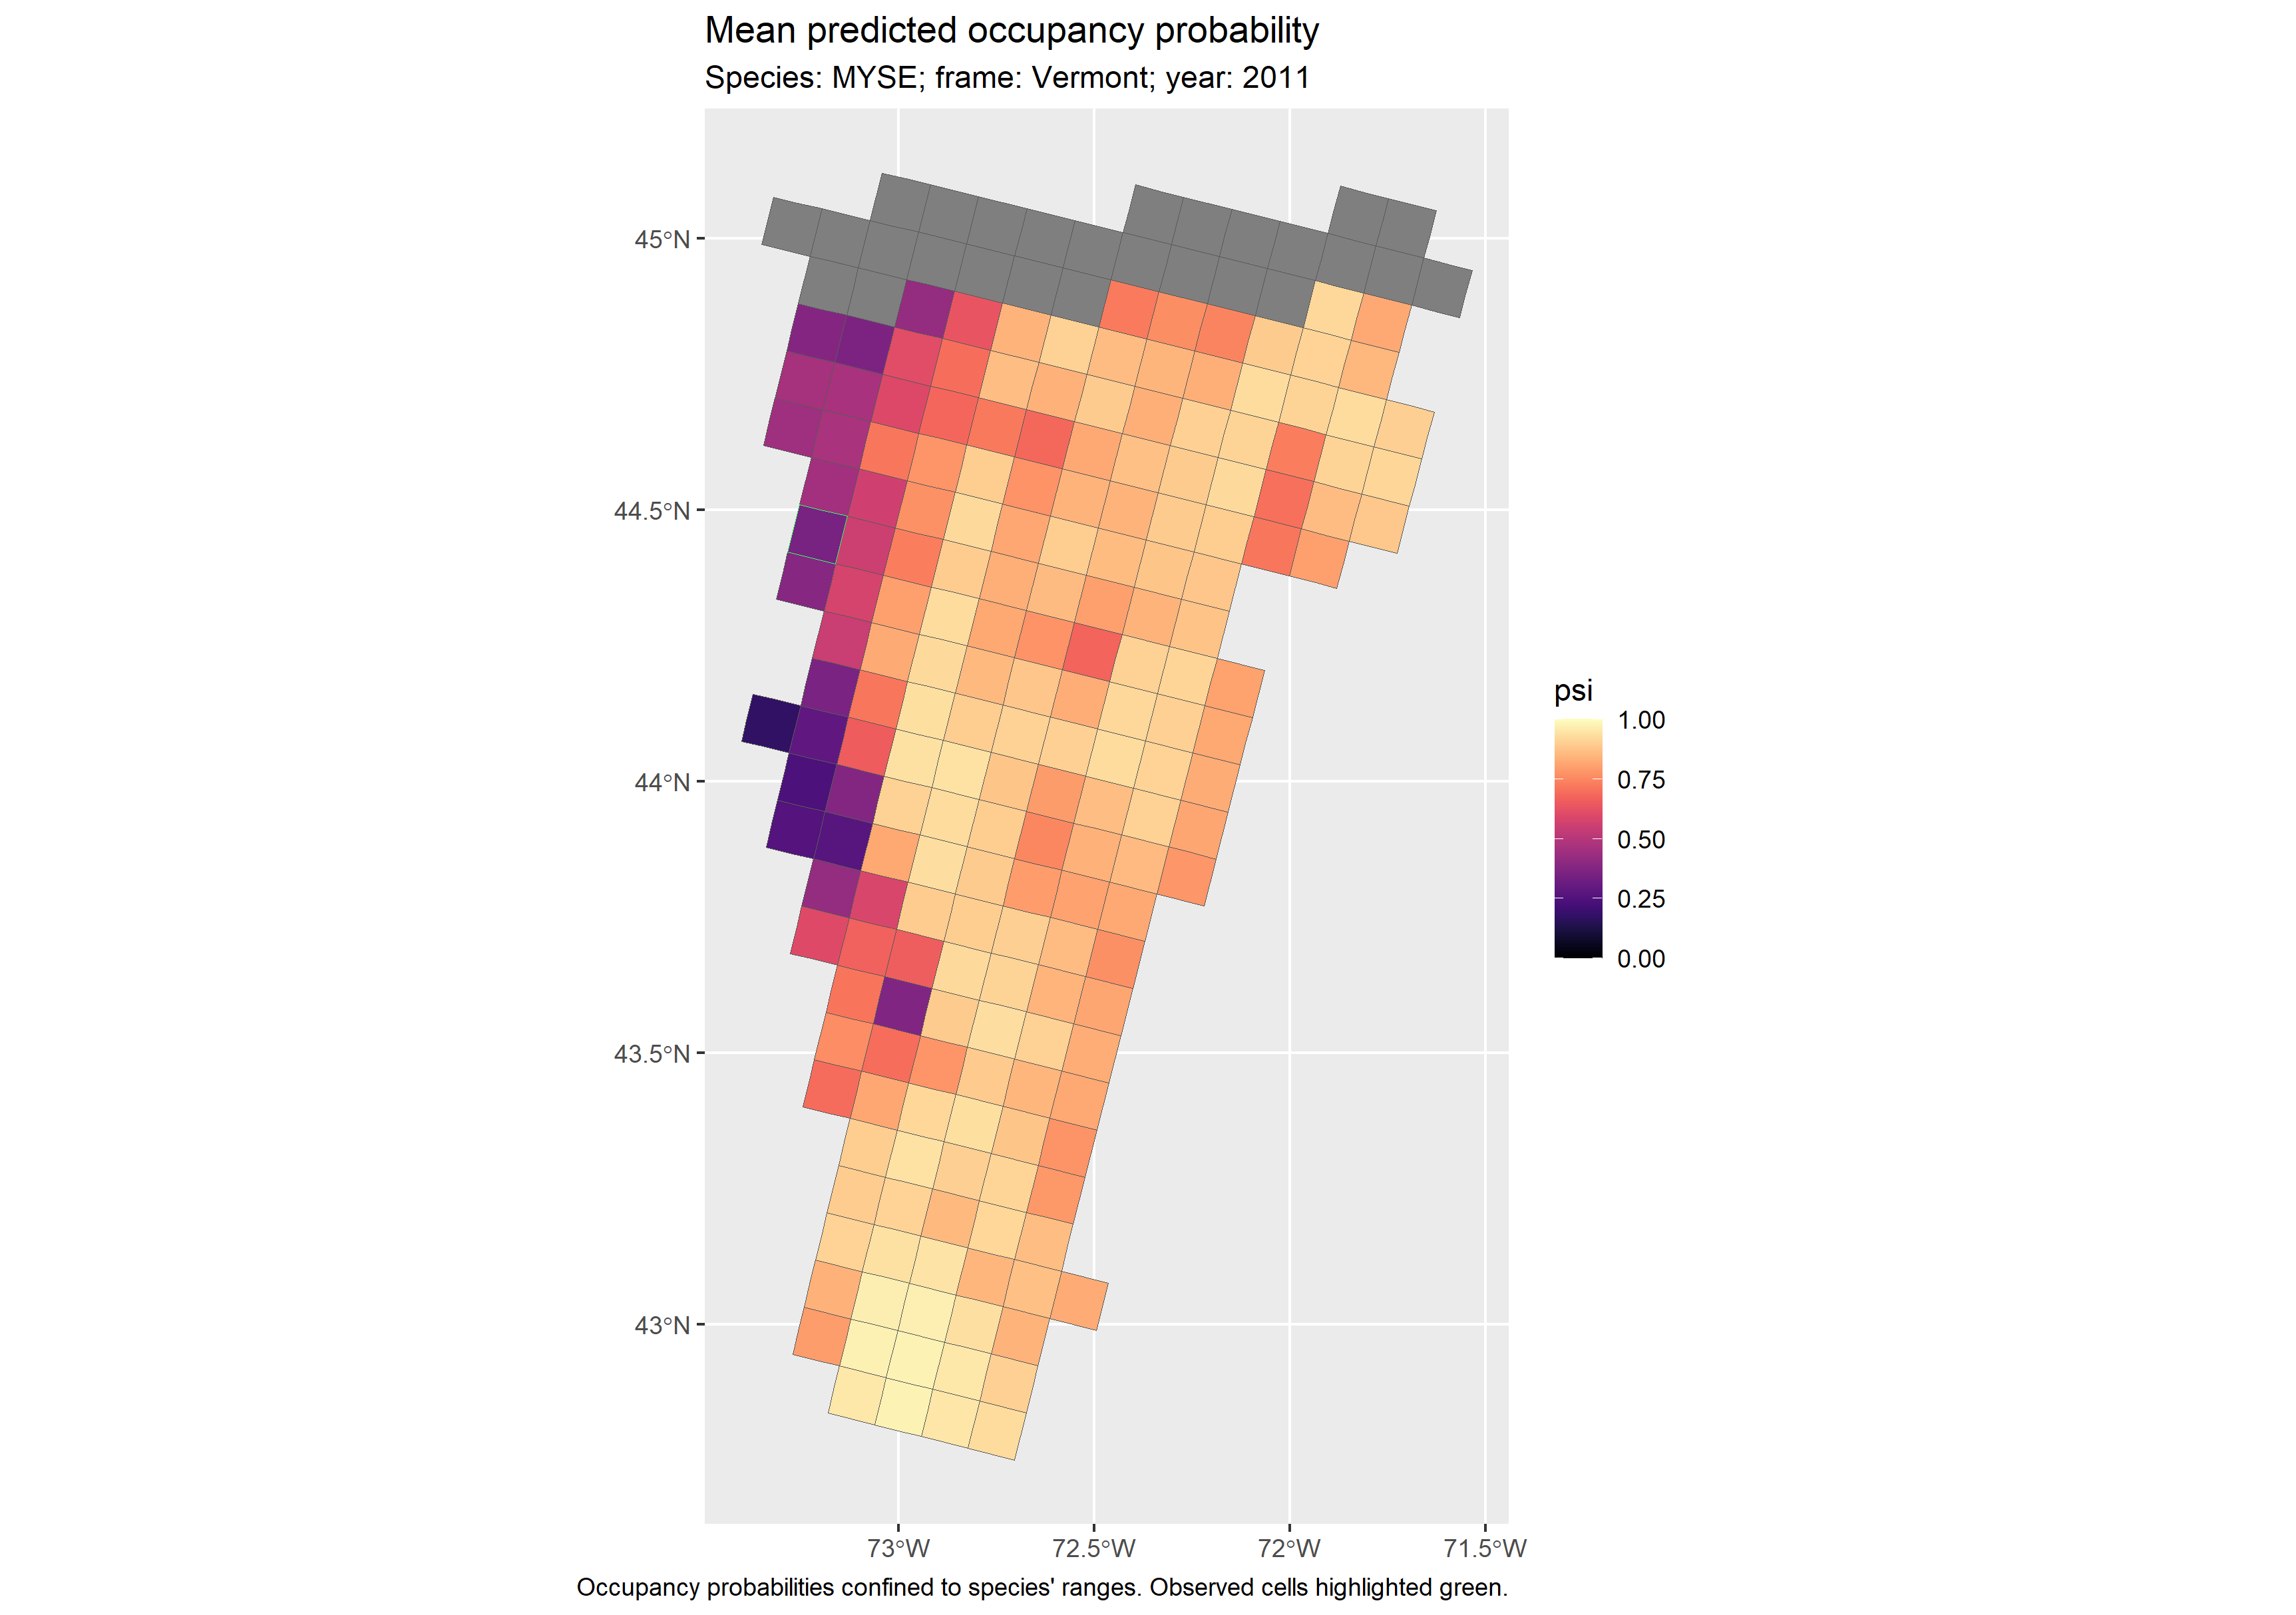 Mean predicted occupancy probability
Species: MYSE; frame: Vermont; year: 2011
45°N
44.5°N
44°N
43.5°N
43°N
73°W
72.5°W
72°W
71.5°W
psi
1.00
0.75
0.50
0.25
0.00
Occupancy probabilities confined to species' ranges. Observed cells highlighted green.